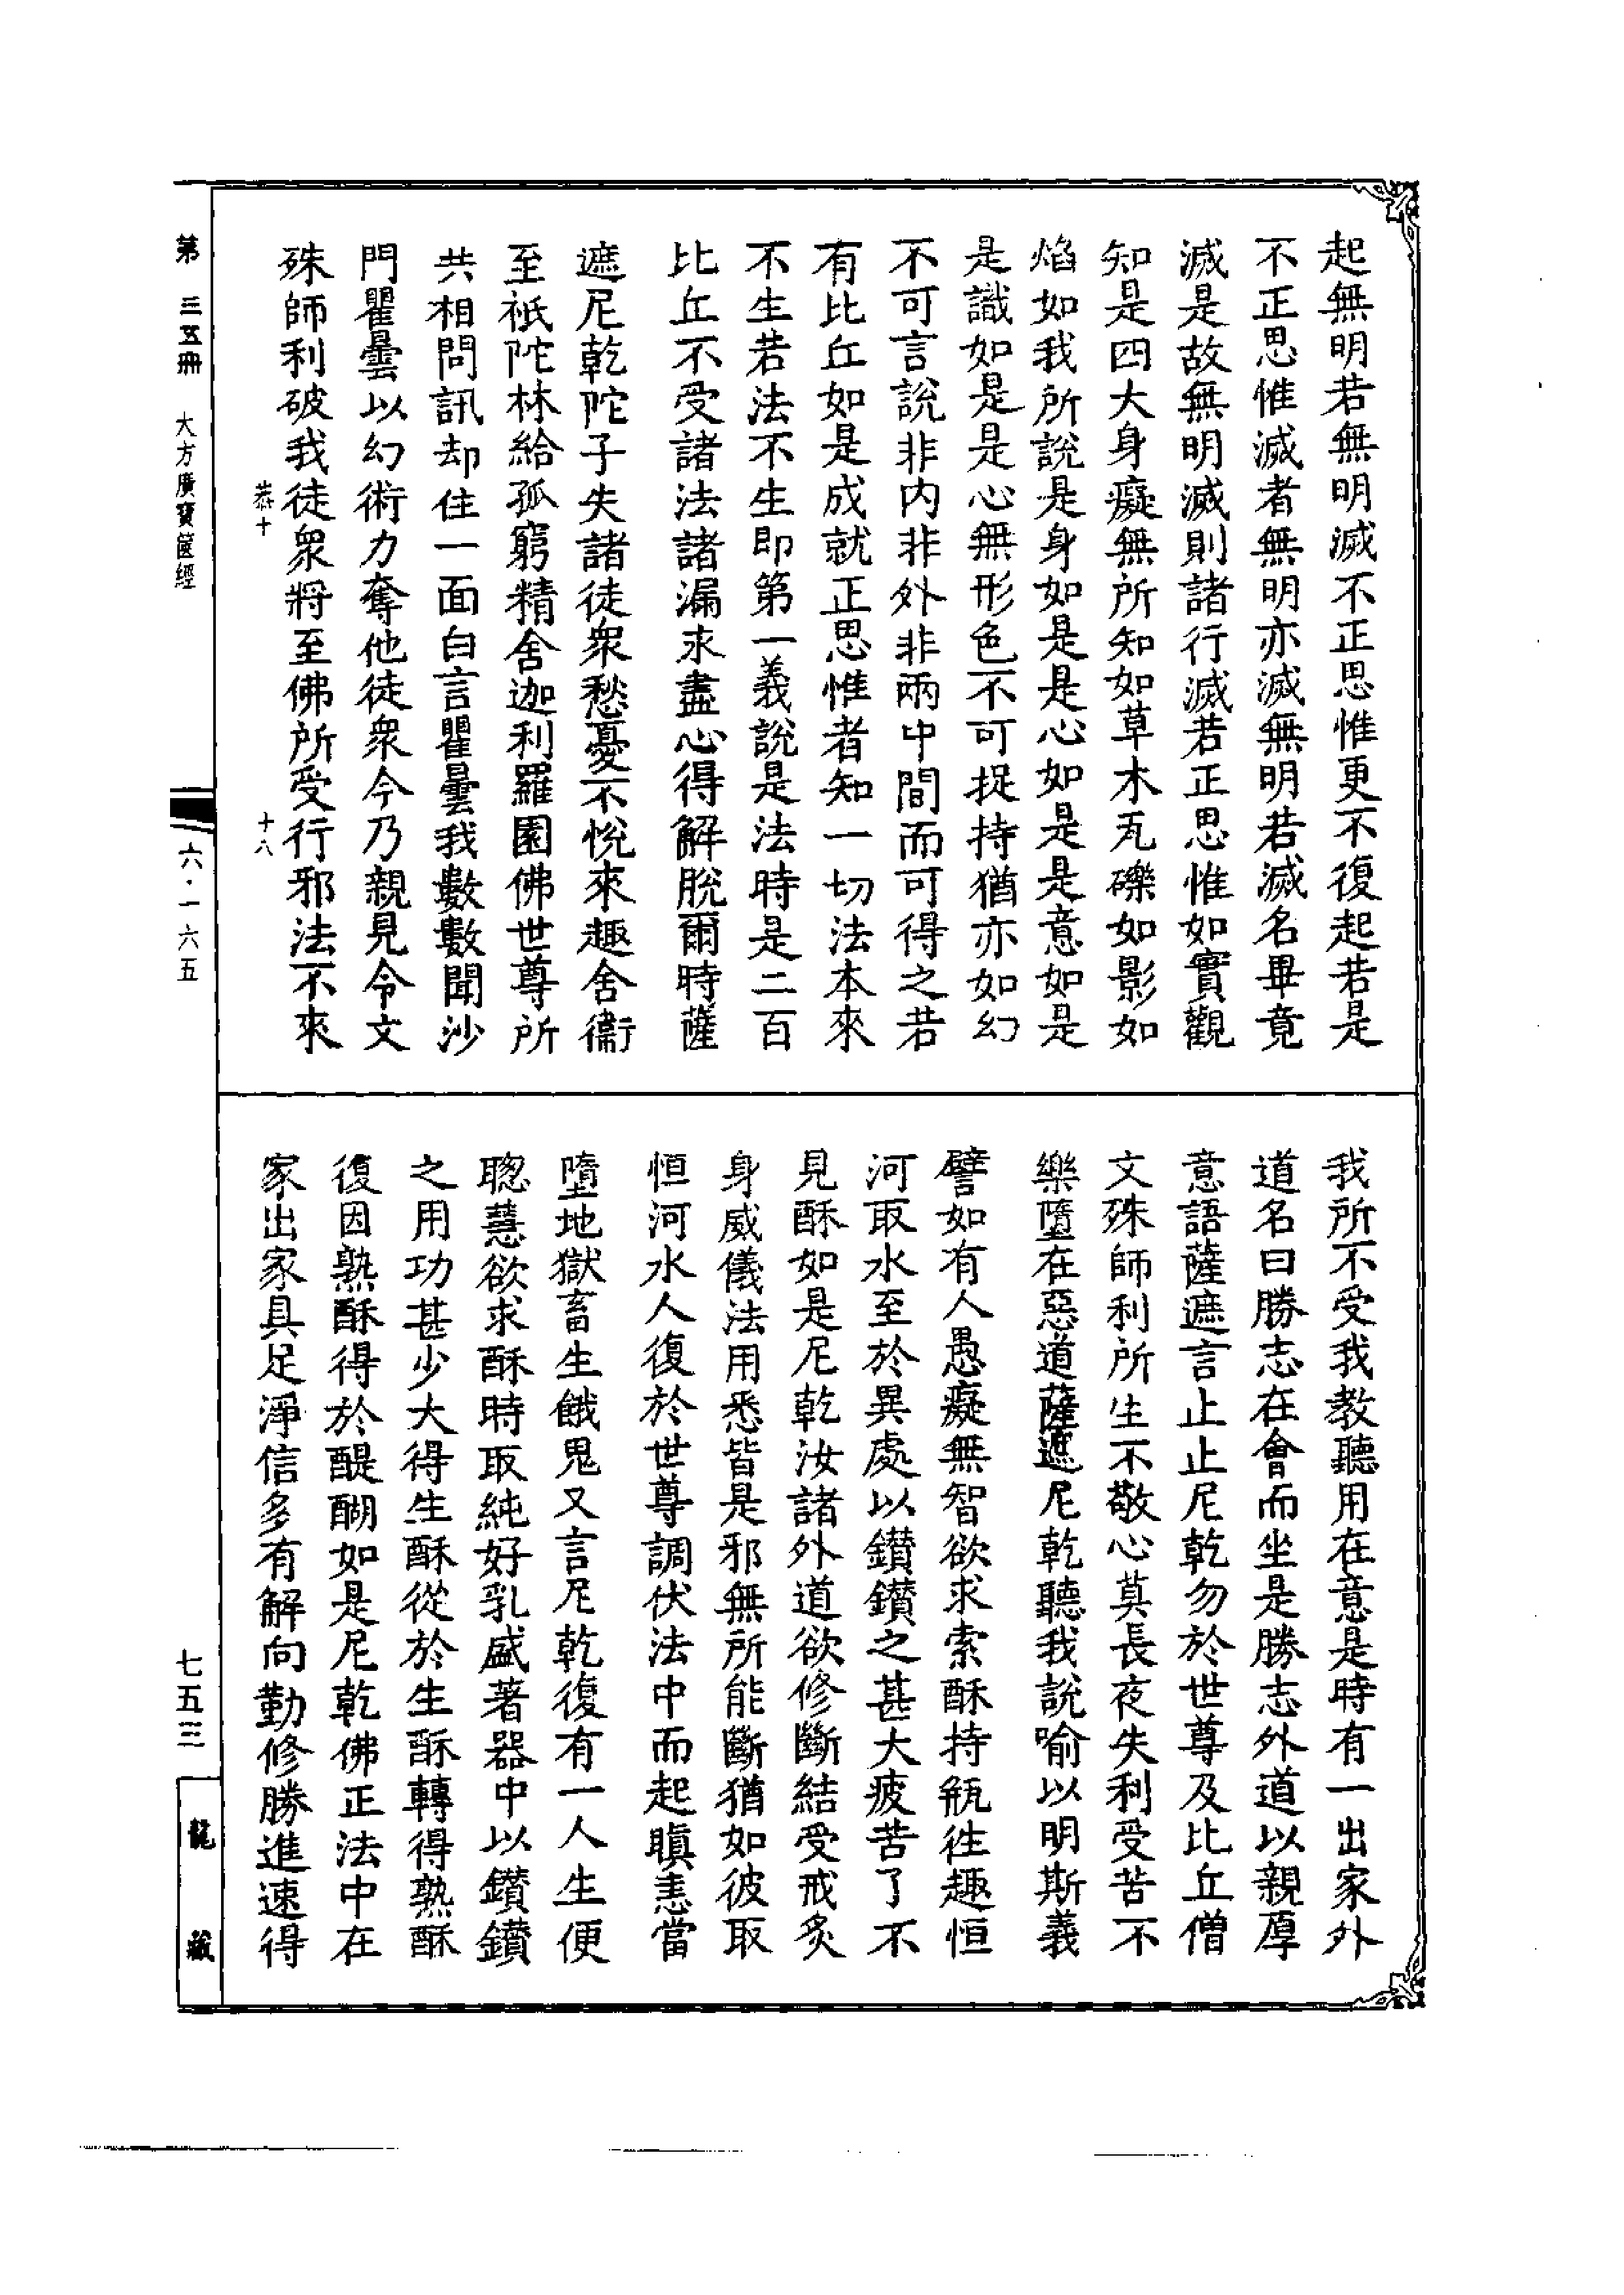 起無明若無明滅不正思惟更不復起若是
不正思惟滅者無明亦滅無明若滅名畢竟
滅是故無明滅則諸行滅若正思惟如實觀
知是四大身癡無所知如草木瓦礫如影如
焰如我所說是身如是是心如是是意如是
是識如是是心無形色不可捉持猶亦如幻
不可言說非內非外非兩中間而可得之若
有比丘如是成就正思惟者知一切法本來
不生若法不生即第一義說是法時是二百
比丘不受諸法諸漏永盡心得解脫爾時薩
遮尼乾陀子失諸徒眾愁憂不悅來趣舍衞
至祇陀林給孤窮精舍迦利羅園佛世尊所
共相問訊却住一面白言瞿曇我數數聞沙
門瞿曇以幻術力奪他徒眾今乃親見令文
殊師利破我徒眾將至佛所受行邪法不來
恭十
十八
我所不受我教聽用在意是時有一出家外
道名曰勝志在會而坐是勝志外道以親厚
意語薩遮言止止尼乾勿於世尊及比丘僧
文殊師利所生不敬心莫長夜失利受苦不
樂墮在惡道薩遮尼乾聽我說喻以明斯義
譬如有人愚癡無智欲求索酥持瓶往趣恒
河取水至於異處以鑽鑽之甚大疲苦了不
見酥如是尼乾汝諸外道欲修斷結受戒炙
身威儀法用悉皆是邪無所能斷猶如彼取
恒河水人復於世尊調伏法中而起瞋恚當
墮地獄畜生餓鬼又言尼乾復有一人生便
聰慧欲求酥時取純好乳盛著器中以鑽鑽
之用功甚少大得生酥從於生酥轉得熟酥
復因熟酥得於醍醐如是尼乾佛正法中在
家出家具足淨信多有解向勤修勝進速得
第三五冊 大方廣寶篋經
六·一六五
七五三
龍藏